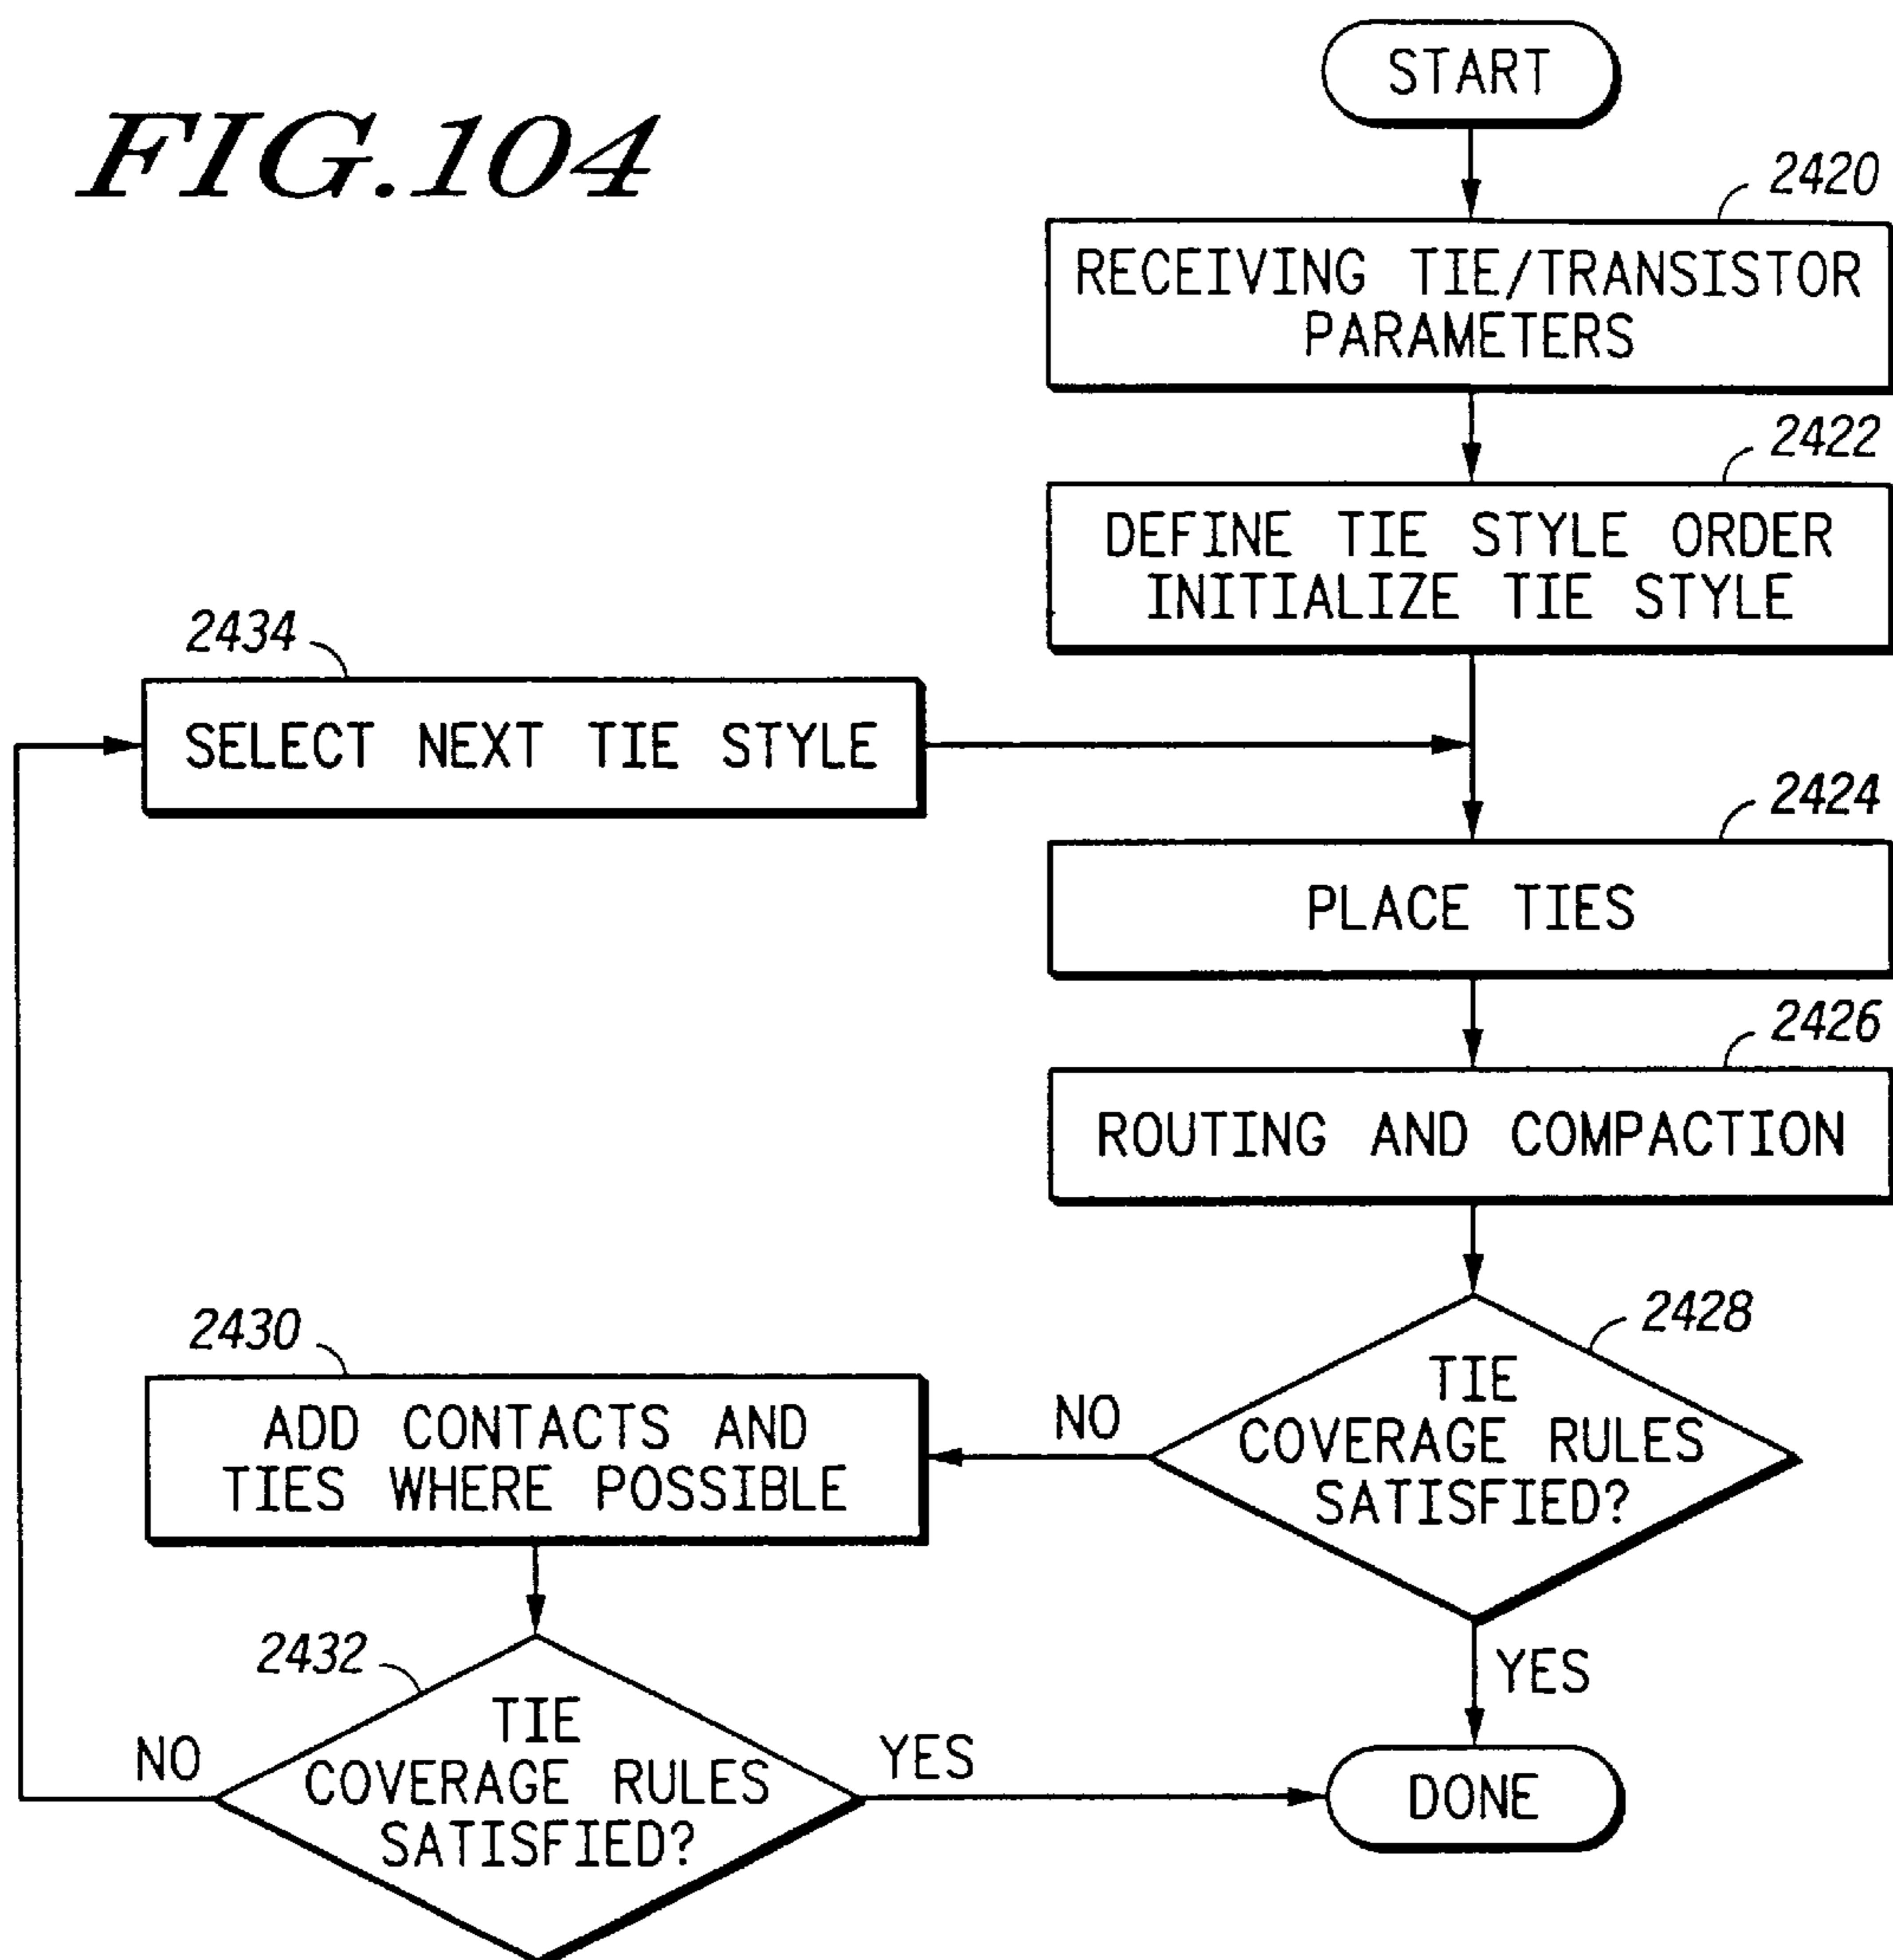 FIG.104
START
2420
RECEIVING TIE/TRANSISTOR
PARAMETERS
2422
DEFINE TIE STYLE ORDER
INITIALIZE TIE STYLE
2434
SELECT NEXT TIE STYLE
2424
PLACE TIES
2426
ROUTING AND COMPACTION
2428
TIE
COVERAGE RULES
SATISFIED?
NO
YES
2430
ADD CONTACTS AND
TIES WHERE POSSIBLE
2432
TIE
COVERAGE RULES
SATISFIED?
NO
YES
DONE